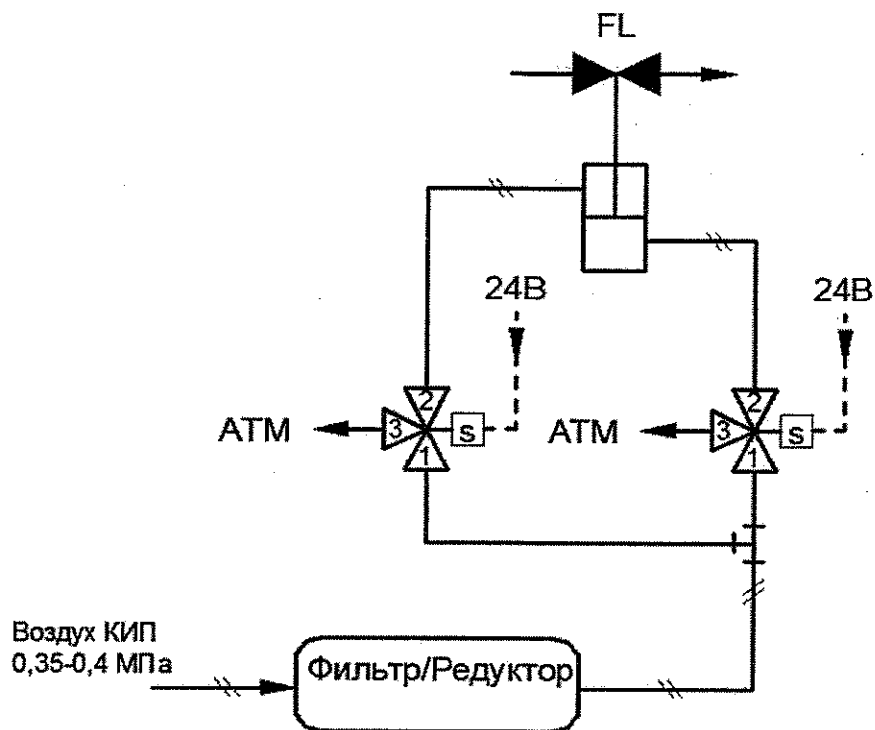 FL
24В
24В
2
2
АТМ
3
s
АТМ
3
s
1
1
Воздух КИП
0,35-0,4 МПа
Фильтр/Редуктор